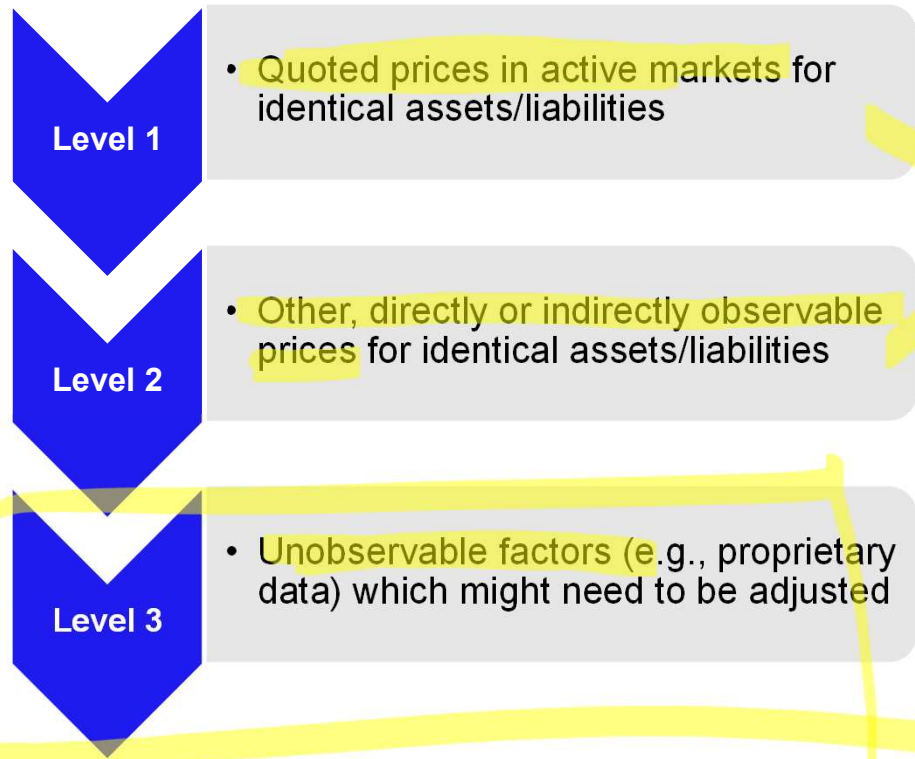 Level 1
• Quoted prices in active markets for
identical assets/liabilities
Level 2
• Other, directly or indirectly observable
prices for identical assets/liabilities
Level 3
• Unobservable factors (e.g., proprietary
data) which might need to be adjusted